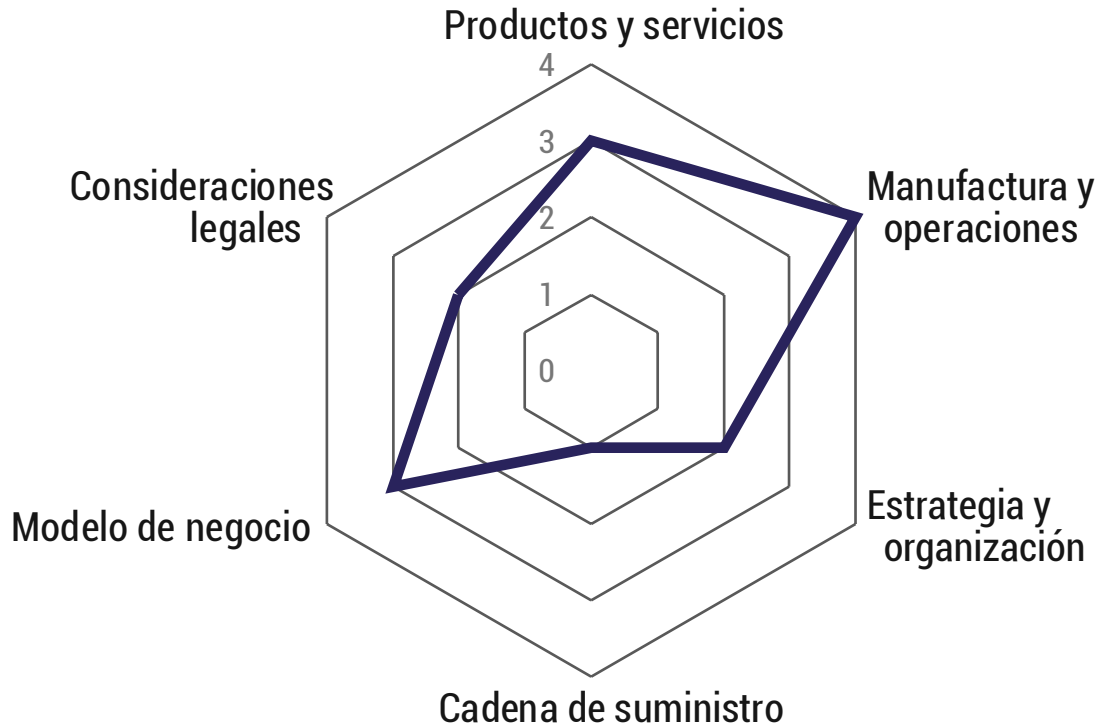 Productos y servicios
4
3
2
1
0
Consideraciones
legales
Manufactura y
operaciones
Modelo de negocio
Estrategia y
organización
Cadena de suministro